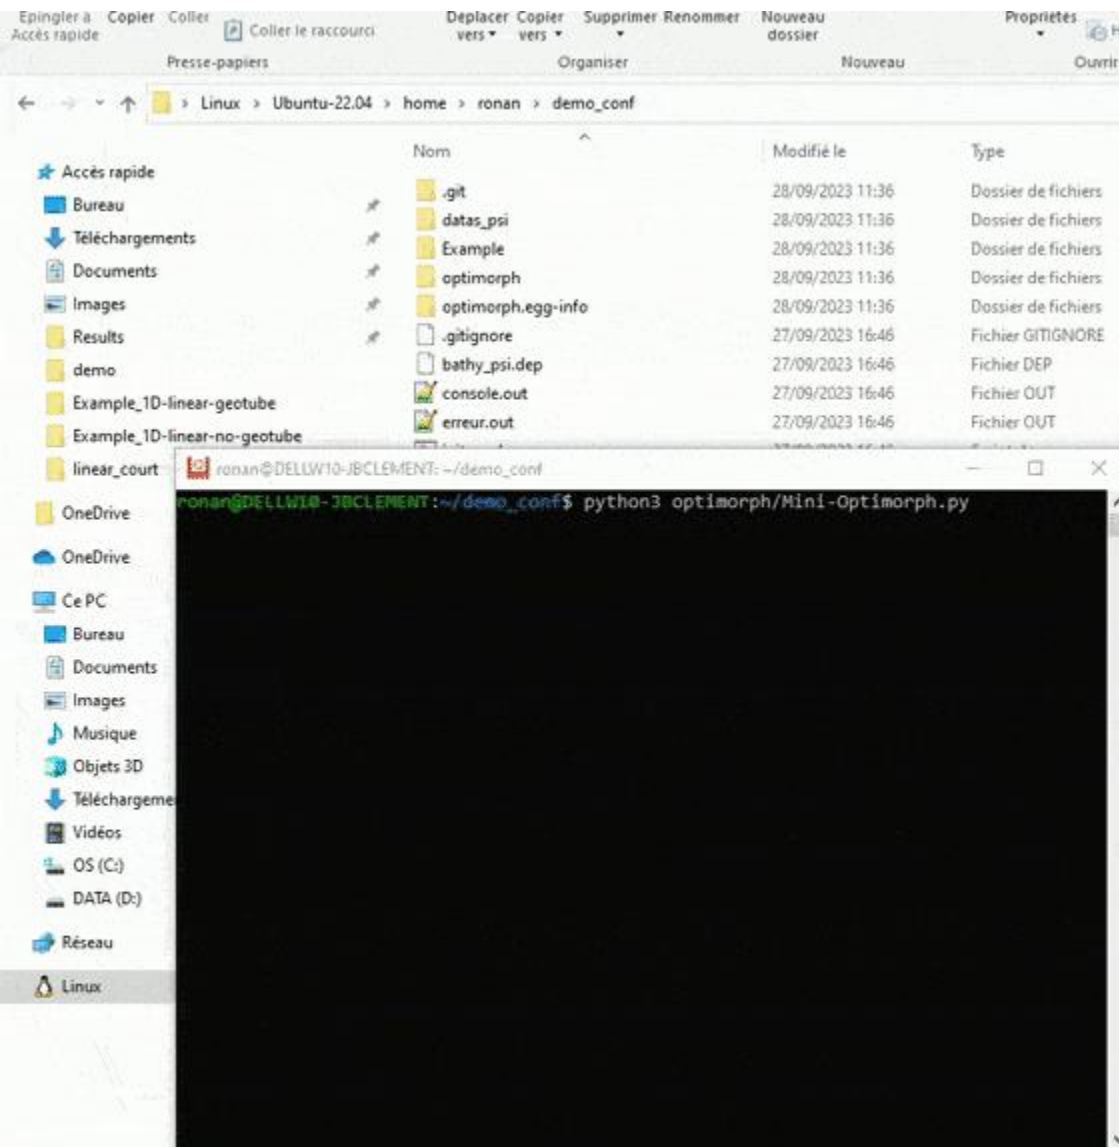 Epingler à Copier Coller
Accès rapide
Coller le raccourci
Déplacer Copier Supprimer Renommer Nouveau Propriétés
vers vers dossier
Presse-papiers Organiser Nouveau Ouvrir
Linux > Ubuntu-22.04 > home > ronan > demo_conf
Nom Modifié le Type
.git 28/09/2023 11:36 Dossier de fichiers
datas_psi 28/09/2023 11:36 Dossier de fichiers
Example 28/09/2023 11:36 Dossier de fichiers
optimorph 28/09/2023 11:36 Dossier de fichiers
optimorph.egg-info 28/09/2023 11:36 Dossier de fichiers
.gitignore 27/09/2023 16:46 Fichier GITIGNORE
bathy_psi.dep 27/09/2023 16:46 Fichier DEP
console.out 27/09/2023 16:46 Fichier OUT
erreur.out 27/09/2023 16:46 Fichier OUT
Accès rapide
Bureau
Téléchargements
Documents
Images
Results
demo
Example_1D-linear-geotube
Example_1D-linear-no-geotube
linear_court
OneDrive
OneDrive
Ce PC
Bureau
Documents
Images
Musique
Objets 3D
Téléchargeme
Vidéos
OS (C:)
DATA (D:)
Réseau
Linux
ronan@DELLW10-JBCLEMENT: ~/demo_conf
ronan@DELLW10-JBCLEMENT:~/demo_conf$ python3 optimorph/Mini-Optimorph.py